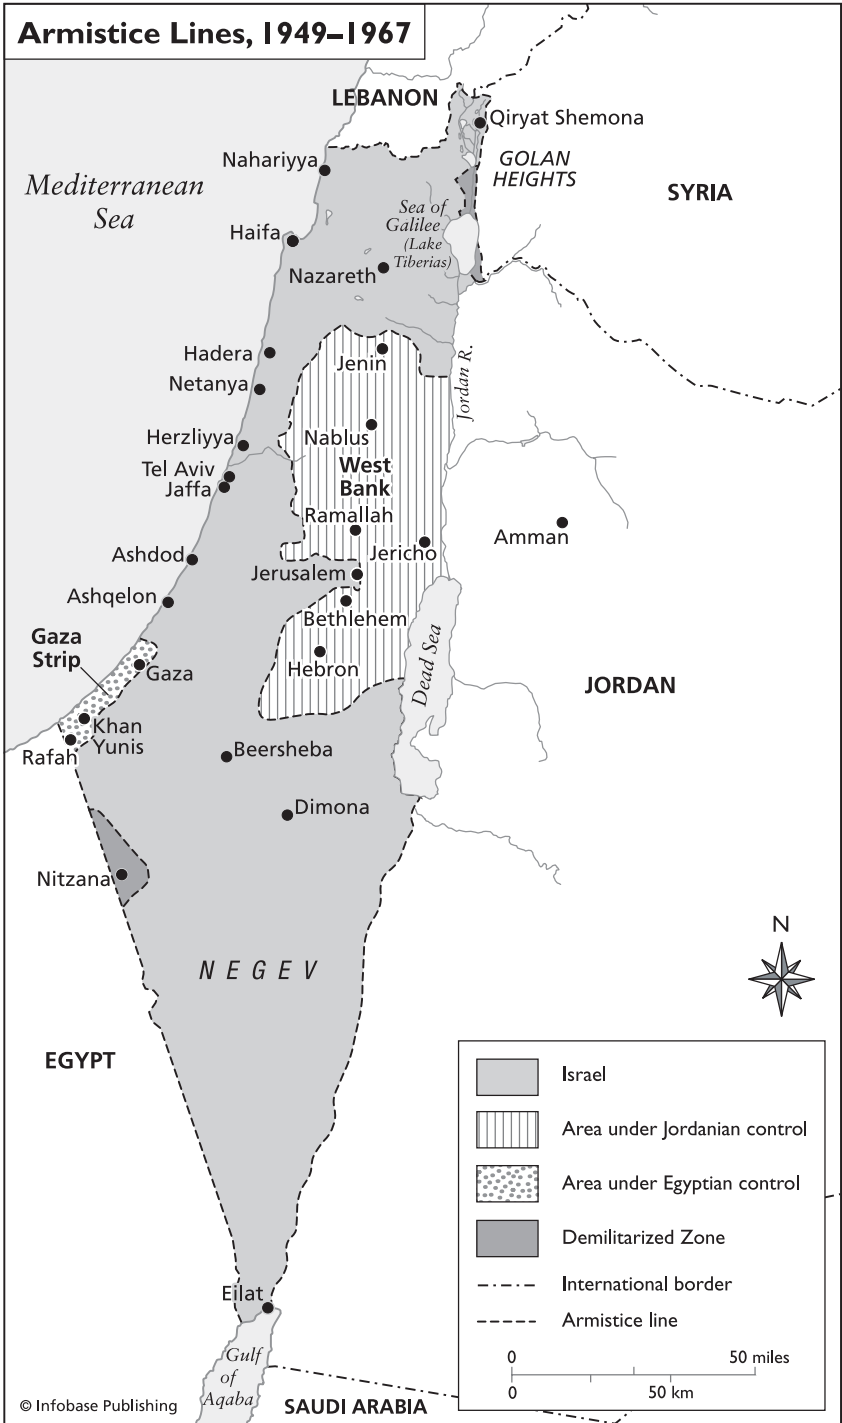 Armistice Lines, 1949–1967
LEBANON
Qiryat Shemona
Nahariyya
GOLAN
HEIGHTS
Mediterranean
Sea
SYRIA
Sea of
Galilee
(Lake
Tiberias)
Haifa
Nazareth
Hadera
Jenin
Netanya
Jordan R.
Herzliyya
Nablus
Tel Aviv
Jaffa
West
Bank
Ramallah
Amman
Ashdod
Jericho
Jerusalem
Ashqelon
Bethlehem
Gaza
Strip
Gaza
Hebron
Dead Sea
JORDAN
Khan
Yunis
Rafah
Beersheba
Dimona
Nitzana
N
NEGEV
EGYPT
Israel
Area under Jordanian control
Area under Egyptian control
Demilitarized Zone
International border
Armistice line
Eilat
0 50 miles
0 50 km
Gulf
of
Aqaba
© Infobase Publishing
SAUDI ARABIA